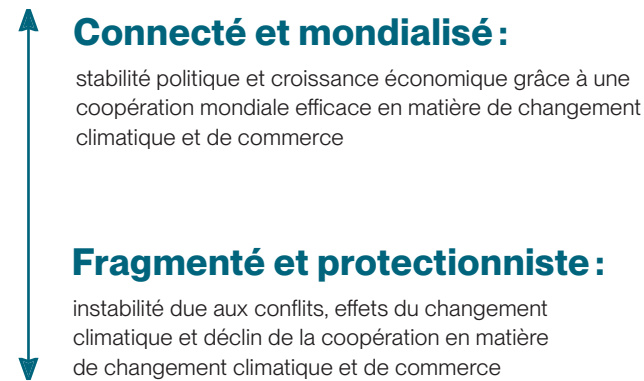 Connecté et mondialisé :
stabilité politique et croissance économique grâce à une
coopération mondiale efficace en matière de changement
climatique et de commerce
Fragmenté et protectionniste :
instabilité due aux conflits, effets du changement
climatique et déclin de la coopération en matière
de changement climatique et de commerce